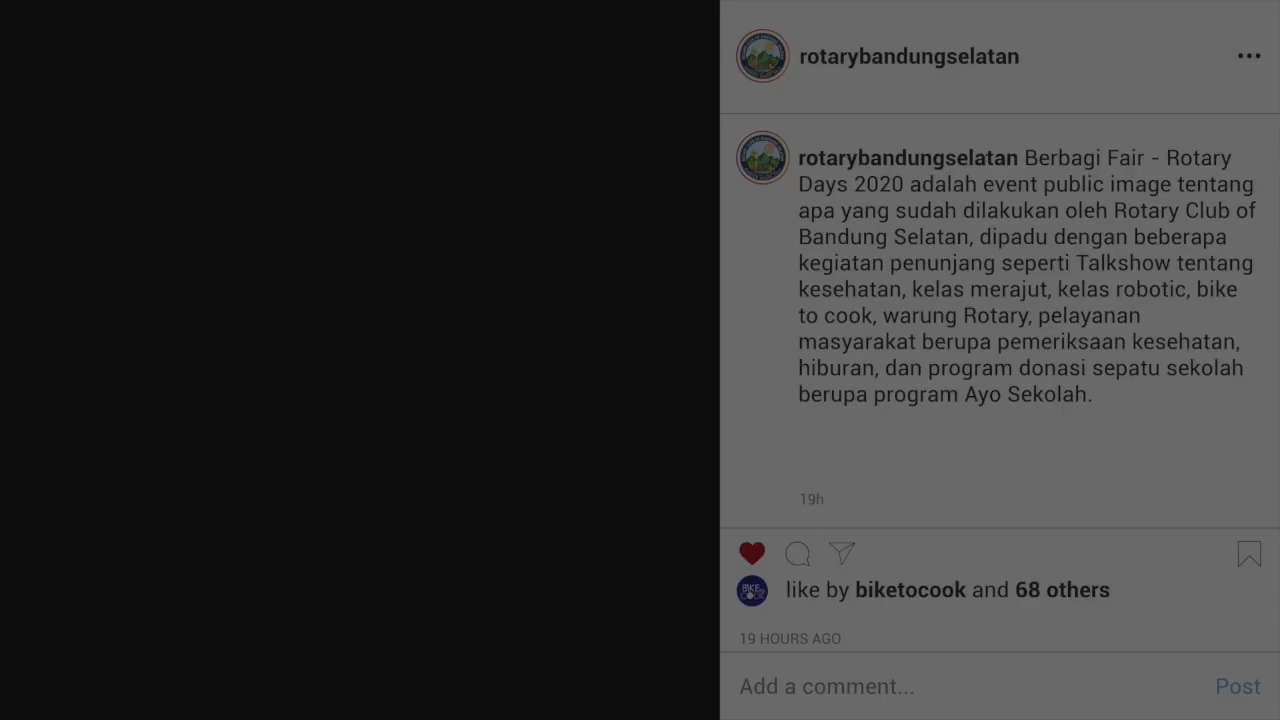 rotarybandungselatan
rotarybandungselatan Berbagi Fair - Rotary
Days 2020 adalah event public image tentang
apa yang sudah dilakukan oleh Rotary Club of
Bandung Selatan, dipadu dengan beberapa
kegiatan penunjang seperti Talkshow tentang
kesehatan, kelas merajut, kelas robotic, bike
to cook, warung Rotary, pelayanan
masyarakat berupa pemeriksaan kesehatan,
hiburan, dan program donasi sepatu sekolah
berupa program Ayo Sekolah.
19h
BIKE
COOK
like by biketocook and 68 others
19 HOURS AGO
Add a comment... Post